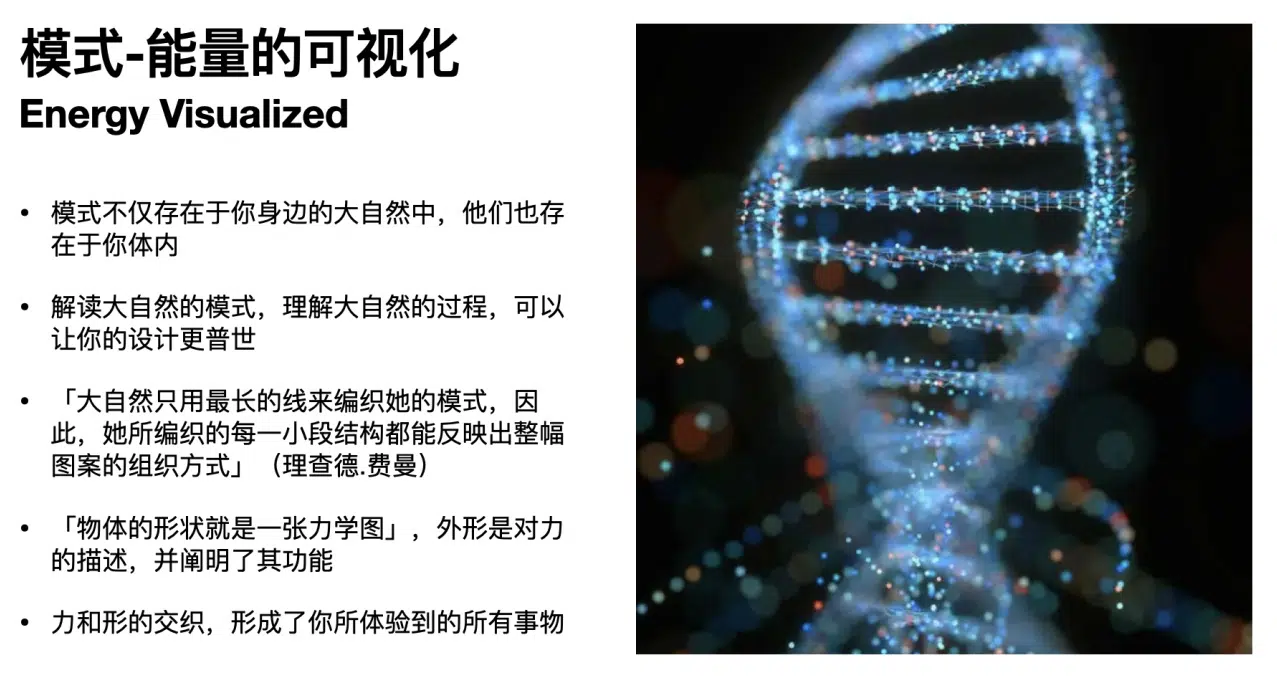 模式-能量的可视化
Energy Visualized
• 模式不仅存在于你身边的大自然中，他们也存
在于你体内
• 解读大自然的模式，理解大自然的过程，可以
让你的设计更普世
• 「大自然只用最长的线来编织她的模式，因
此，她所编织的每一小段结构都能反映出整幅
图案的组织方式」（理查德.费曼）
• 「物体的形状就是一张力学图」，外形是对力
的描述，并阐明了其功能
• 力和形的交织，形成了你所体验到的所有事物